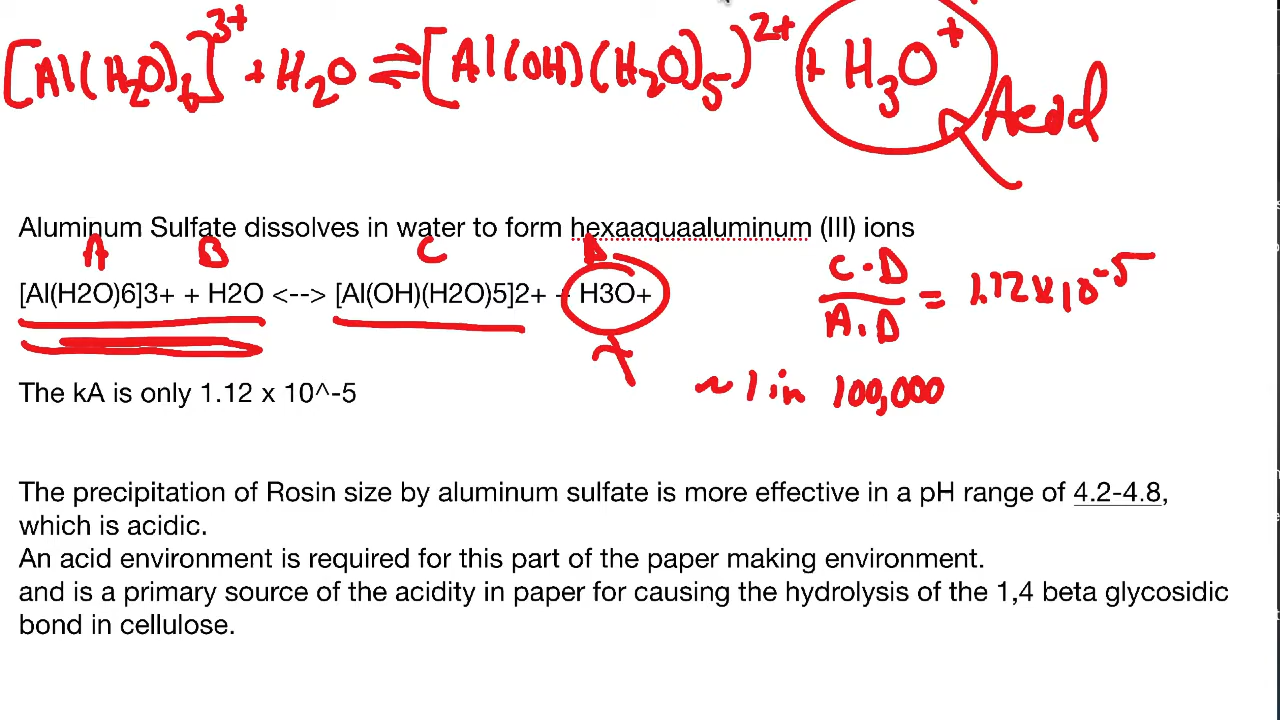 [Al(H₂O)₆]³⁺ + H₂O ⇌ [Al(OH)(H₂O)₅)²⁺ + H₃O⁺
Acid
Aluminum Sulfate dissolves in water to form hexaaquaaluminum (III) ions
A B C D
[Al(H2O)6]3+ + H2O <--> [Al(OH)(H2O)5]2+ + H3O+
C·D
A·D
= 1.12 x 10⁻⁵
The kA is only 1.12 x 10^-5
~ 1 in 100,000
The precipitation of Rosin size by aluminum sulfate is more effective in a pH range of 4.2-4.8,
which is acidic.
An acid environment is required for this part of the paper making environment.
and is a primary source of the acidity in paper for causing the hydrolysis of the 1,4 beta glycosidic
bond in cellulose.